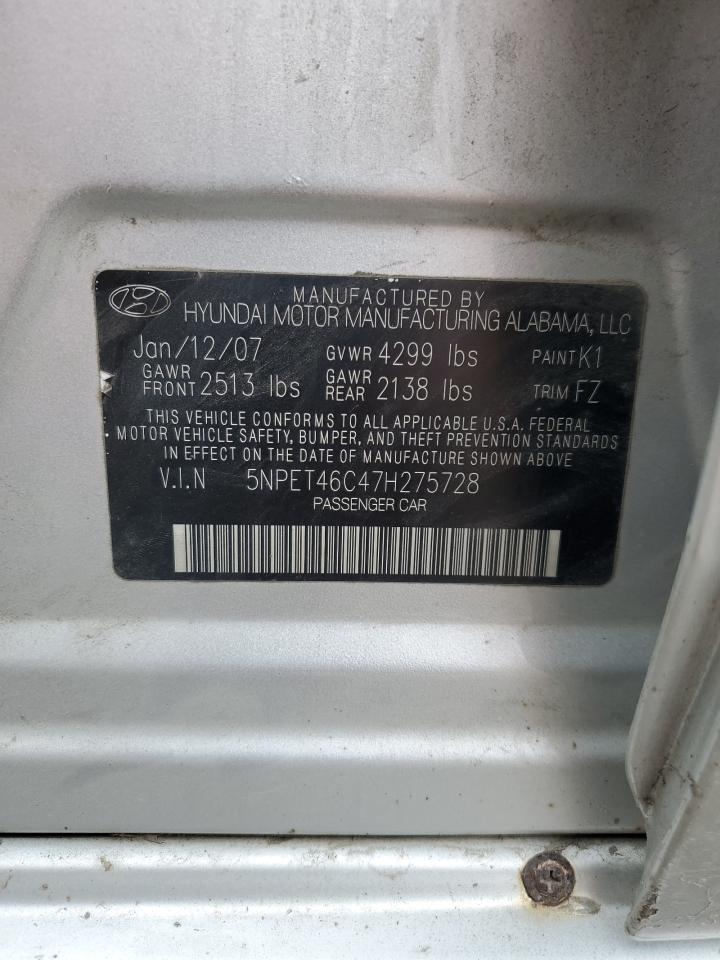 MANUFACTURED BY
HYUNDAI MOTOR MANUFACTURING ALABAMA, LLC
Jan/12/07 GVWR 4299 lbs PAINT K1
GAWR FRONT 2513 lbs GAWR REAR 2138 lbs TRIM FZ
THIS VEHICLE CONFORMS TO ALL APPLICABLE U.S.A. FEDERAL
MOTOR VEHICLE SAFETY, BUMPER, AND THEFT PREVENTION STANDARDS
IN EFFECT ON THE DATE OF MANUFACTURE SHOWN ABOVE
V.I.N 5NPET46C47H275728
PASSENGER CAR